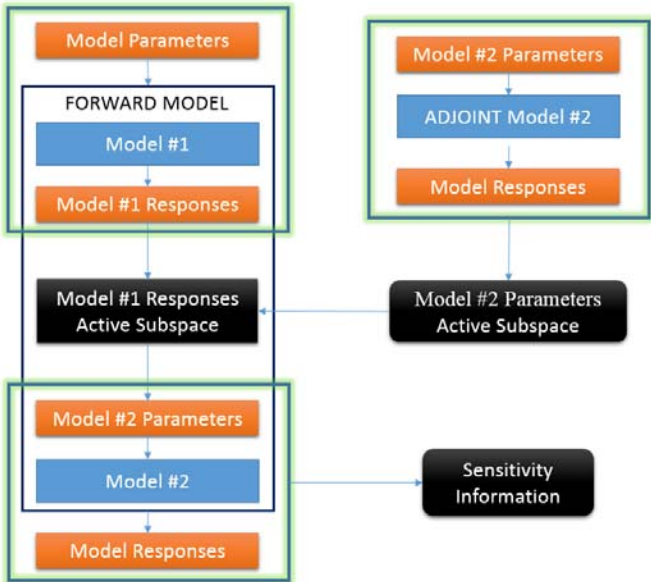 Model Parameters
FORWARD MODEL
Model #1
Model #1 Responses
Model #1 Responses
Active Subspace
Model #2 Parameters
Model #2
Model Responses
Model #2 Parameters
ADJOINT Model #2
Model Responses
Model #2 Parameters
Active Subspace
Sensitivity
Information